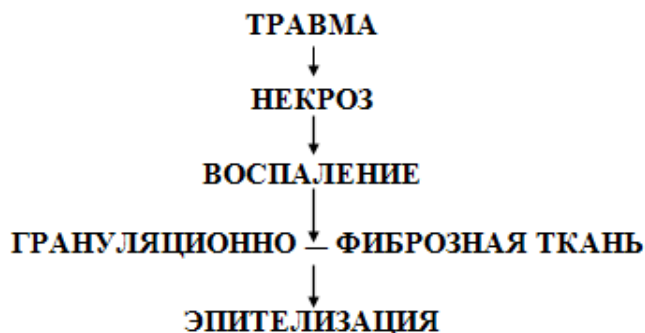 ТРАВМА
НЕКРОЗ
ВОСПАЛЕНИЕ
ГРАНУЛЯЦИОННО – ФИБРОЗНАЯ ТКАНЬ
ЭПИТЕЛИЗАЦИЯ